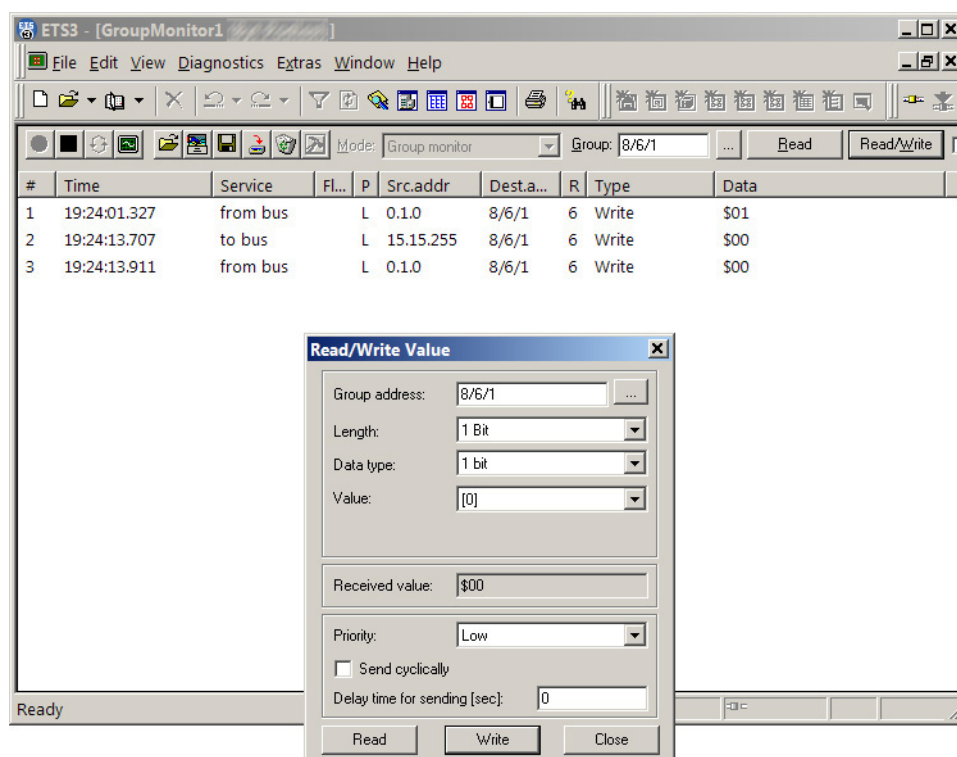 ETS3 - [GroupMonitor1 ]
File Edit View Diagnostics Extras Window Help
Mode: Group monitor Group: 8/6/1 ... Read Read/Write
# Time Service Fl... P Src.addr Dest.a... R Type Data
1 19:24:01.327 from bus L 0.1.0 8/6/1 6 Write $01
2 19:24:13.707 to bus L 15.15.255 8/6/1 6 Write $00
3 19:24:13.911 from bus L 0.1.0 8/6/1 6 Write $00
Read/Write Value
Group address: 8/6/1 ...
Length: 1 Bit
Data type: 1 bit
Value: [0]
Received value: $00
Priority: Low
Send cyclically
Delay time for sending [sec]: 0
Read Write Close
Ready